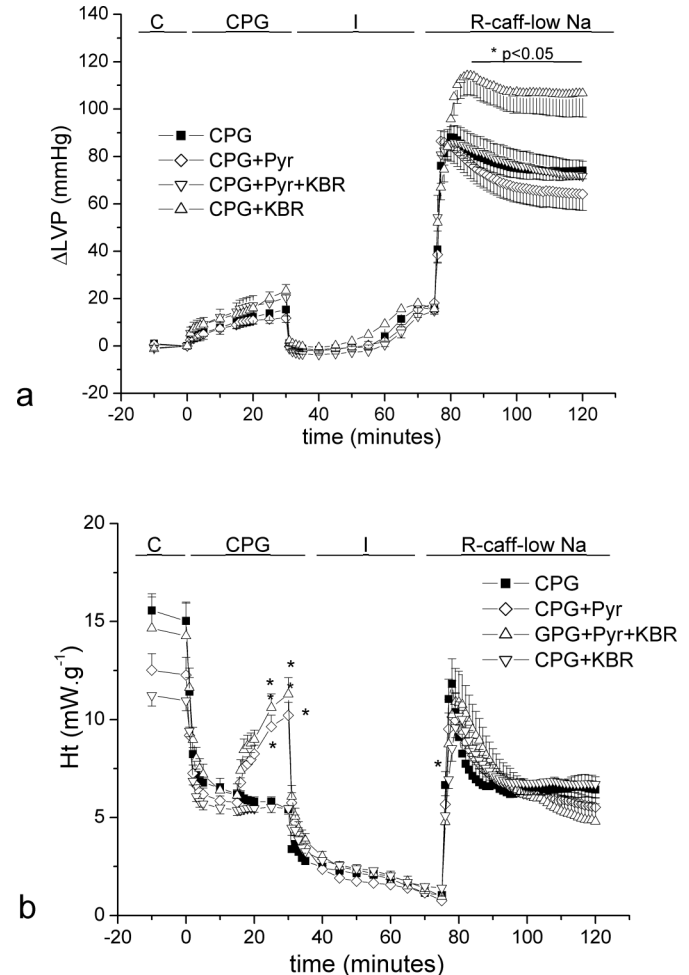 C CPG I R-caff-low Na
* p<0.05
140
120
100
80
60
40
20
0
-20
ΔLVP (mmHg)
CPG
CPG+Pyr
CPG+Pyr+KBR
CPG+KBR
-20 0 20 40 60 80 100 120
time (minutes)
a
C CPG I R-caff-low Na
20
15
10
5
0
Ht (mW.g-1)
CPG
CPG+Pyr
GPG+Pyr+KBR
CPG+KBR
*
*
*
*
*
*
*
-20 0 20 40 60 80 100 120
time (minutes)
b